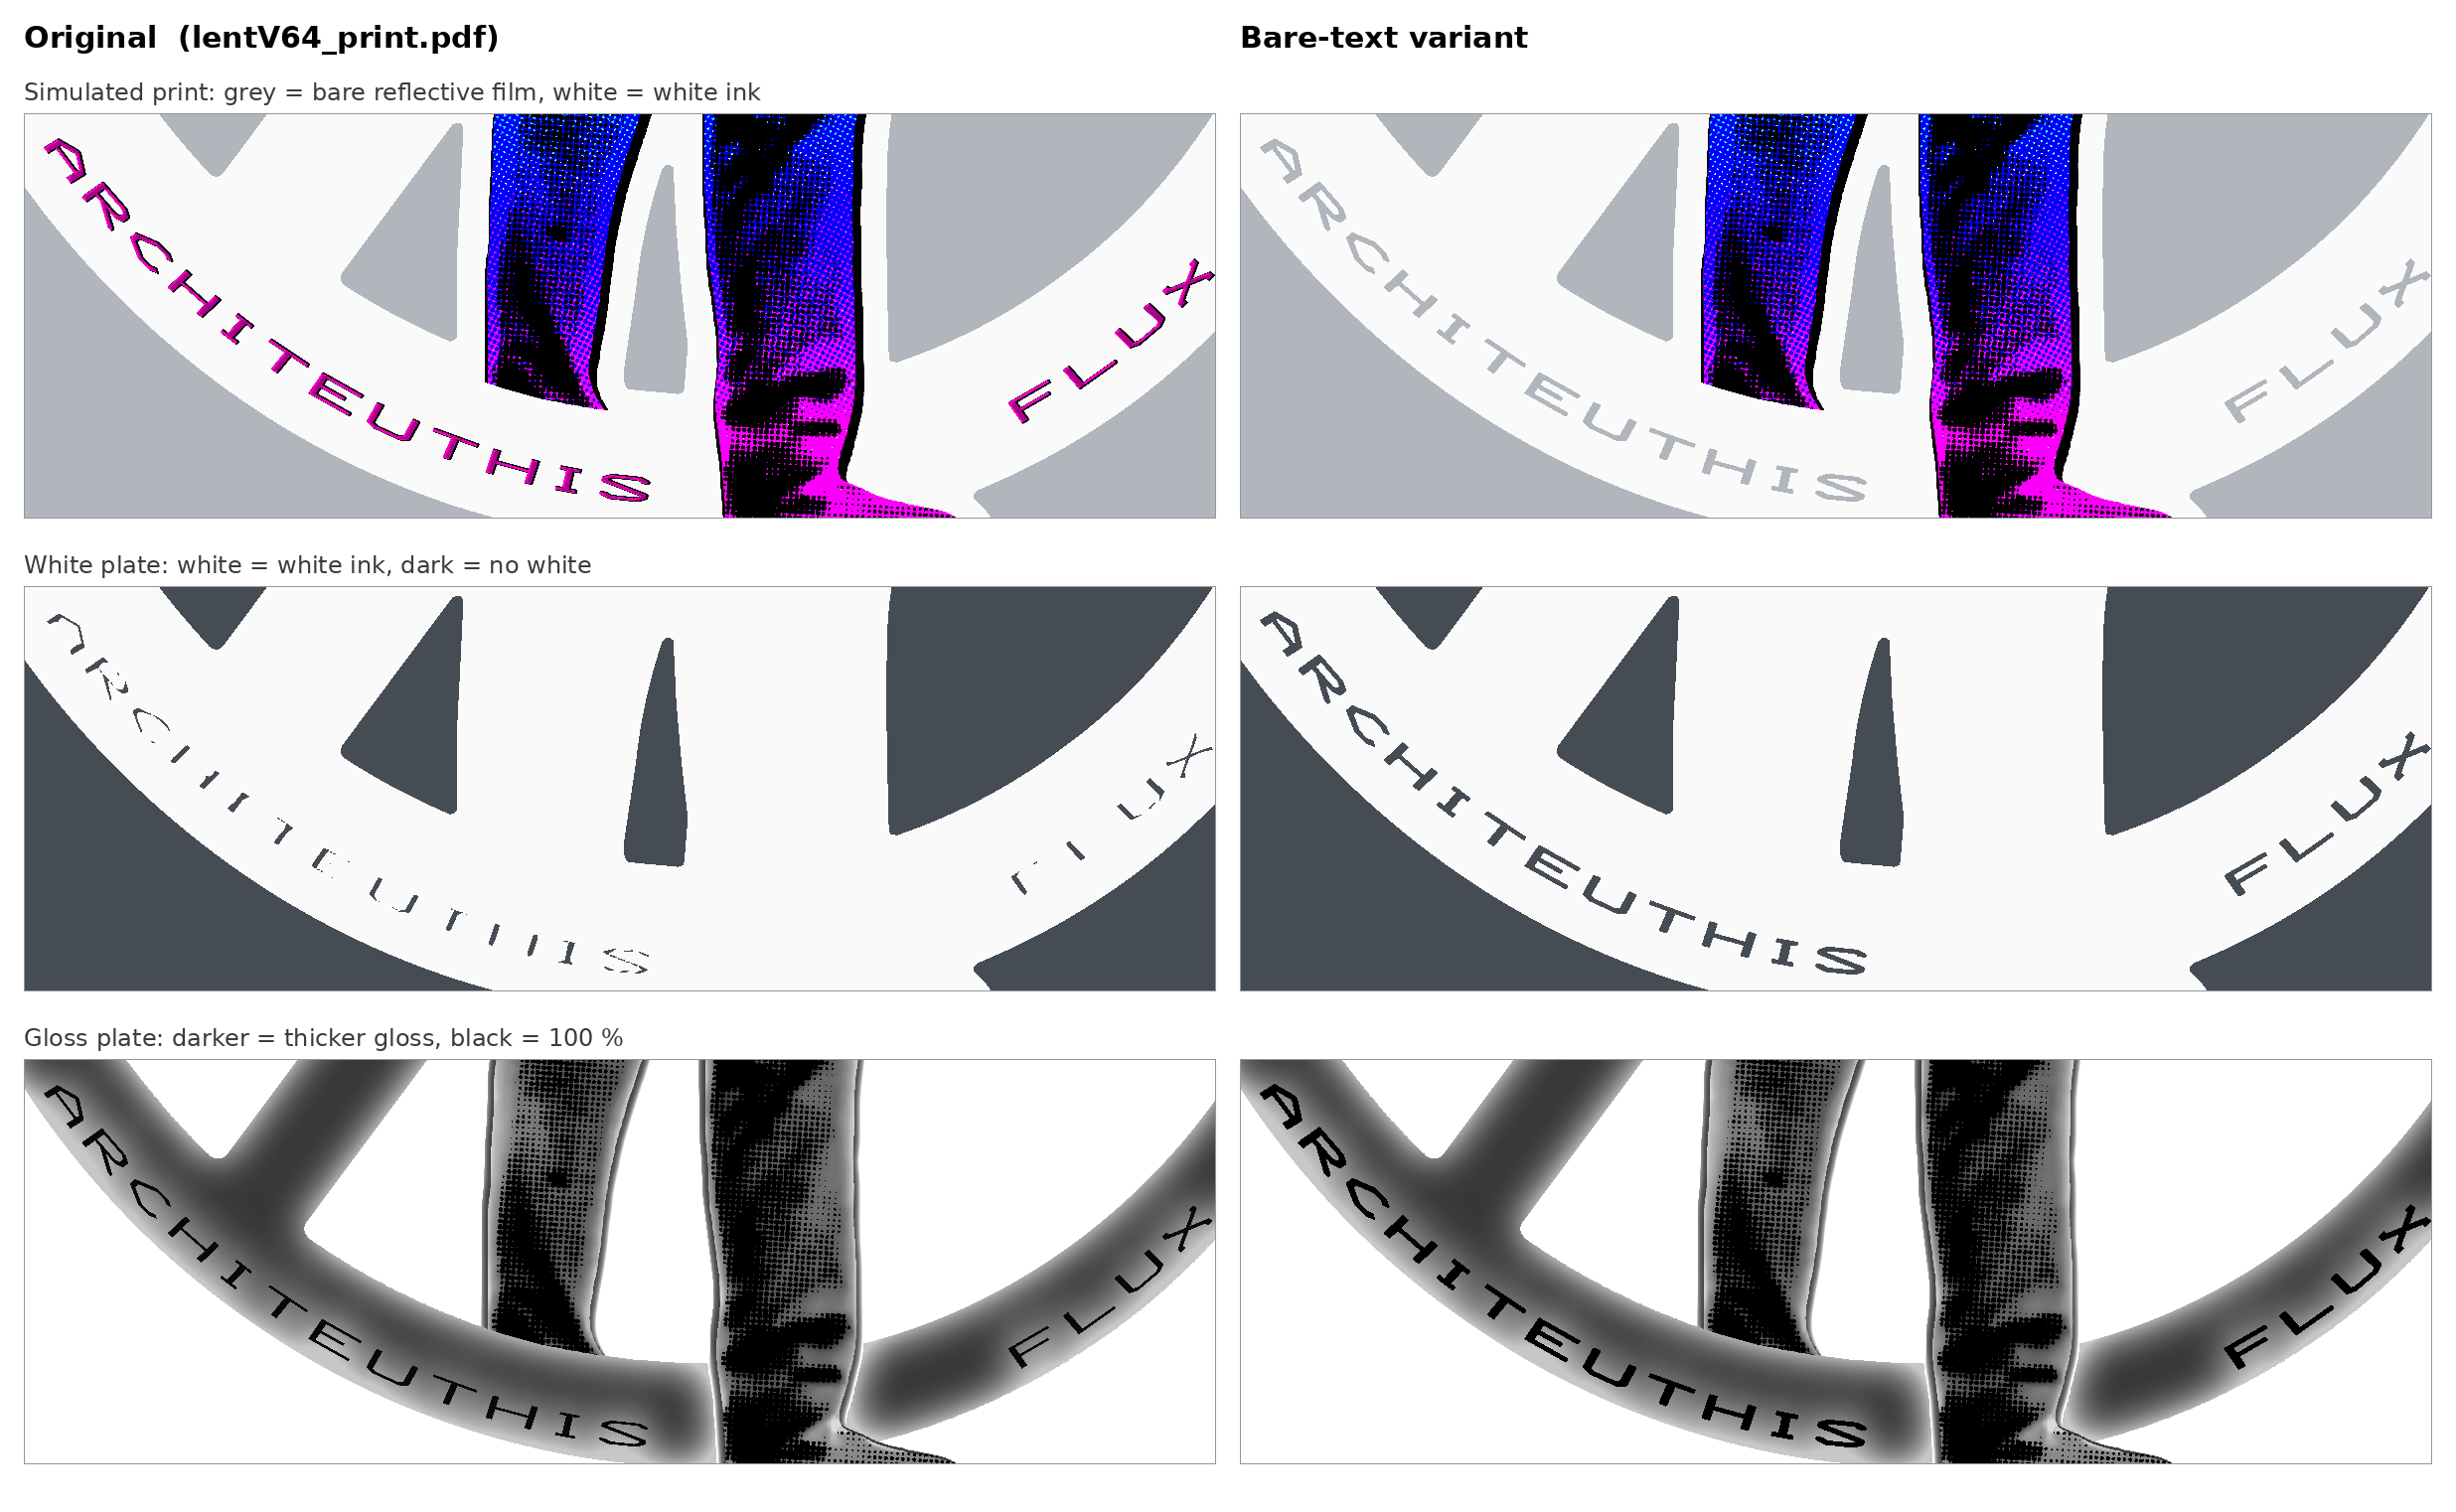 Original  (lentV64_print.pdf)
Bare-text variant
Simulated print: grey = bare reflective film, white = white ink
ARCHITEUTHIS FLUX
ARCHITEUTHIS FLUX
White plate: white = white ink, dark = no white
ARCHITEUTHIS FLUX
ARCHITEUTHIS FLUX
Gloss plate: darker = thicker gloss, black = 100 %
ARCHITEUTHIS FLUX
ARCHITEUTHIS FLUX